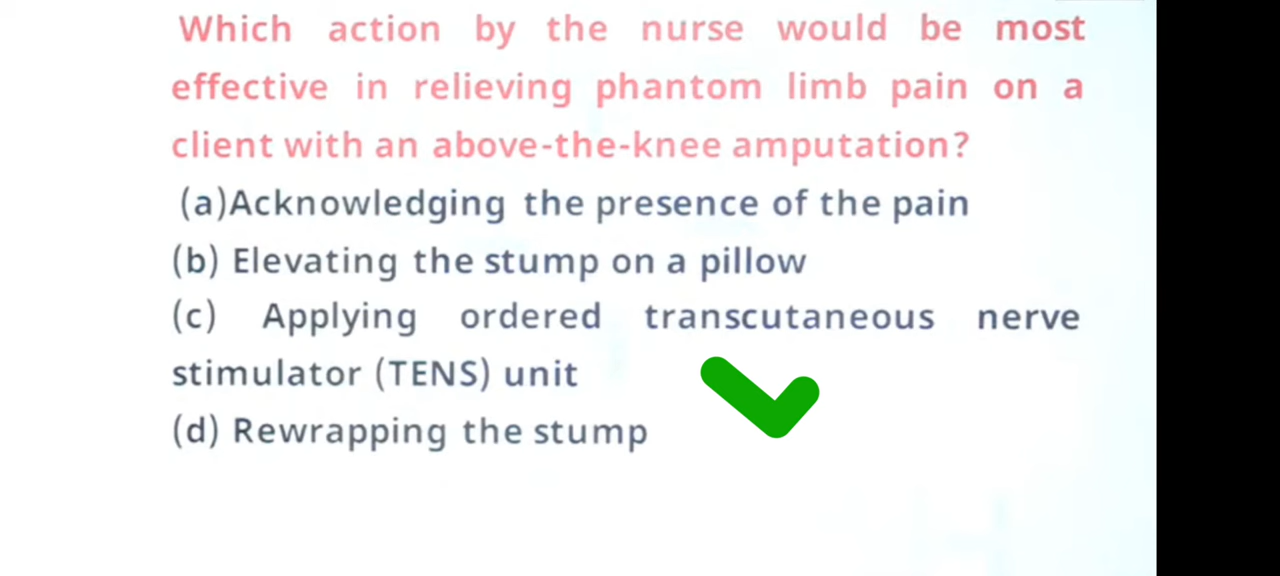 Which action by the nurse would be most
effective in relieving phantom limb pain on a
client with an above-the-knee amputation?
(a)Acknowledging the presence of the pain
(b) Elevating the stump on a pillow
(c) Applying ordered transcutaneous nerve
stimulator (TENS) unit
(d) Rewrapping the stump